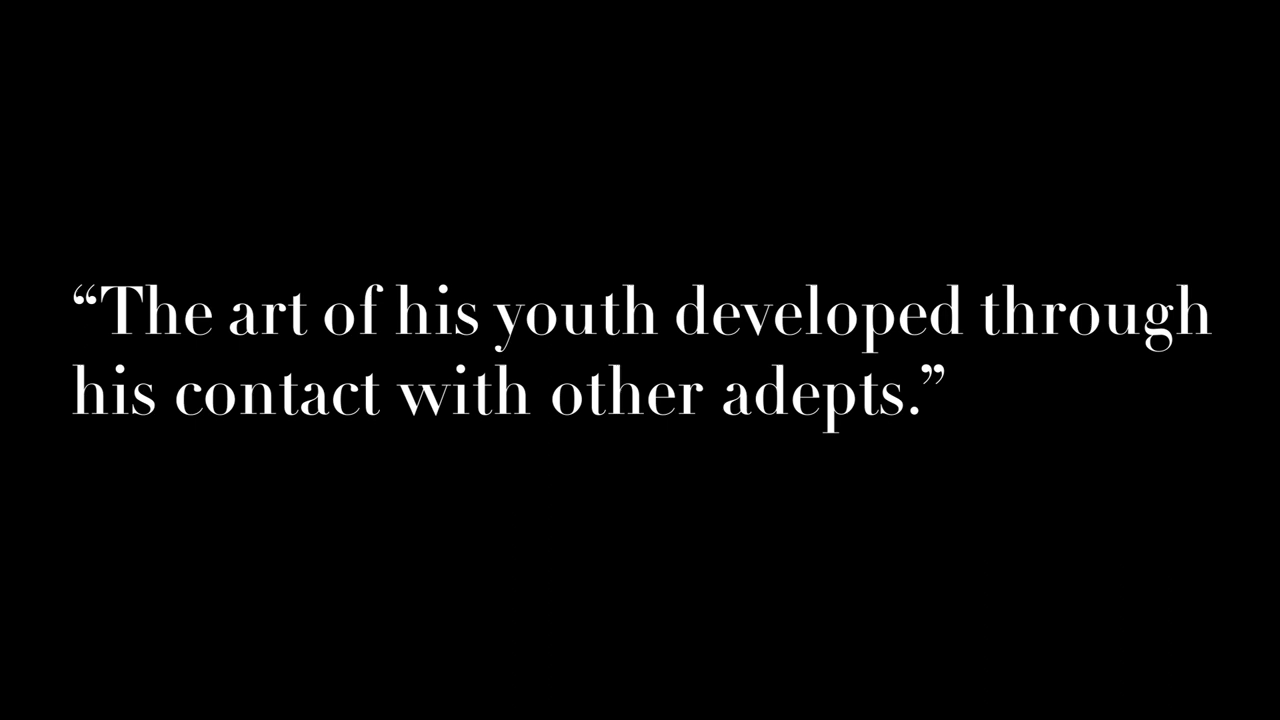 “The art of his youth developed through
his contact with other adepts.”